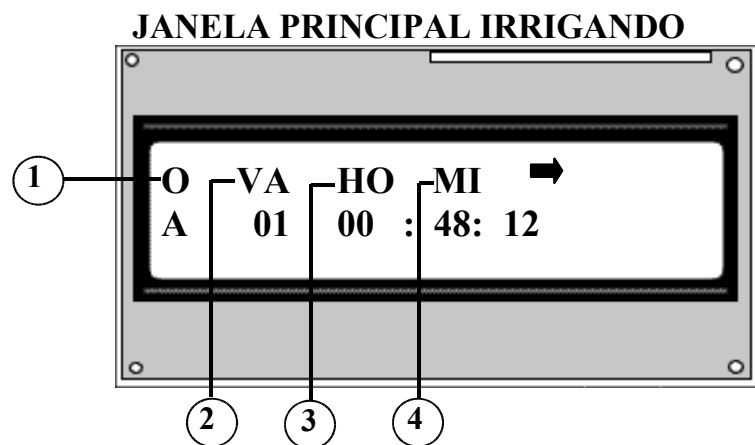 JANELA PRINCIPAL IRRIGANDO
1 O VA HO MI
A 01 00 : 48: 12
2 3 4